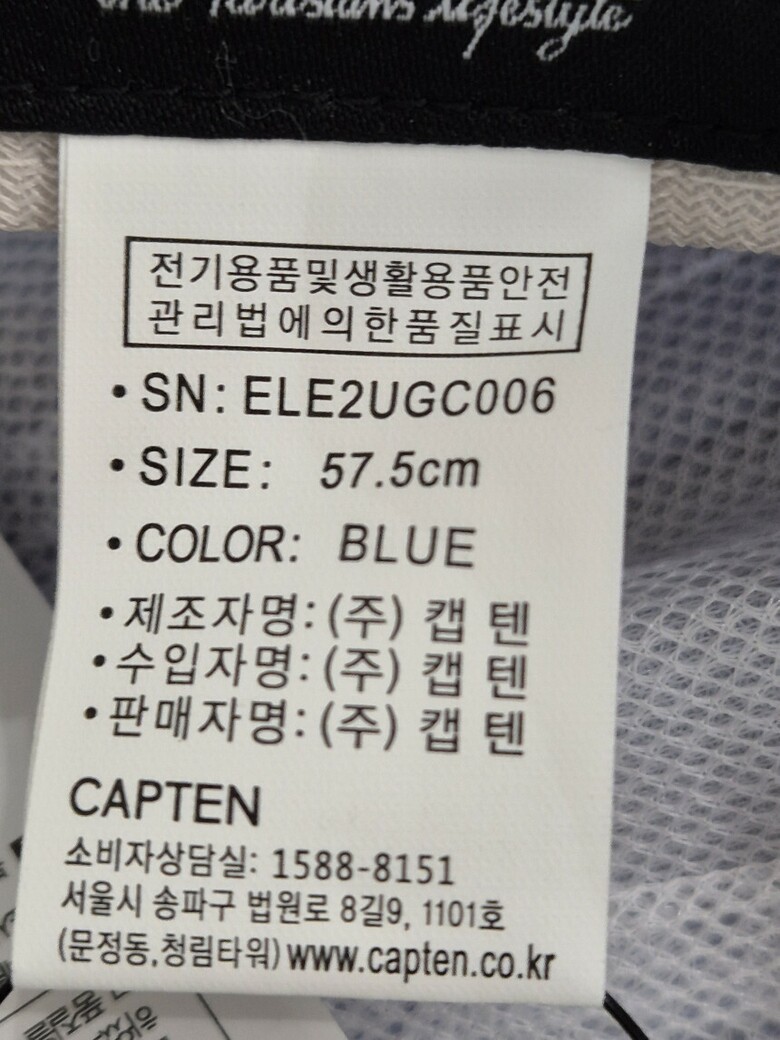 전기용품및생활용품안전
관리법에의한품질표시
• SN: ELE2UGC006
• SIZE: 57.5cm
• COLOR: BLUE
• 제조자명: (주) 캡 텐
• 수입자명: (주) 캡 텐
• 판매자명: (주) 캡 텐
CAPTEN
소비자상담실: 1588-8151
서울시 송파구 법원로 8길9, 1101호
(문정동,청림타워) www.capten.co.kr